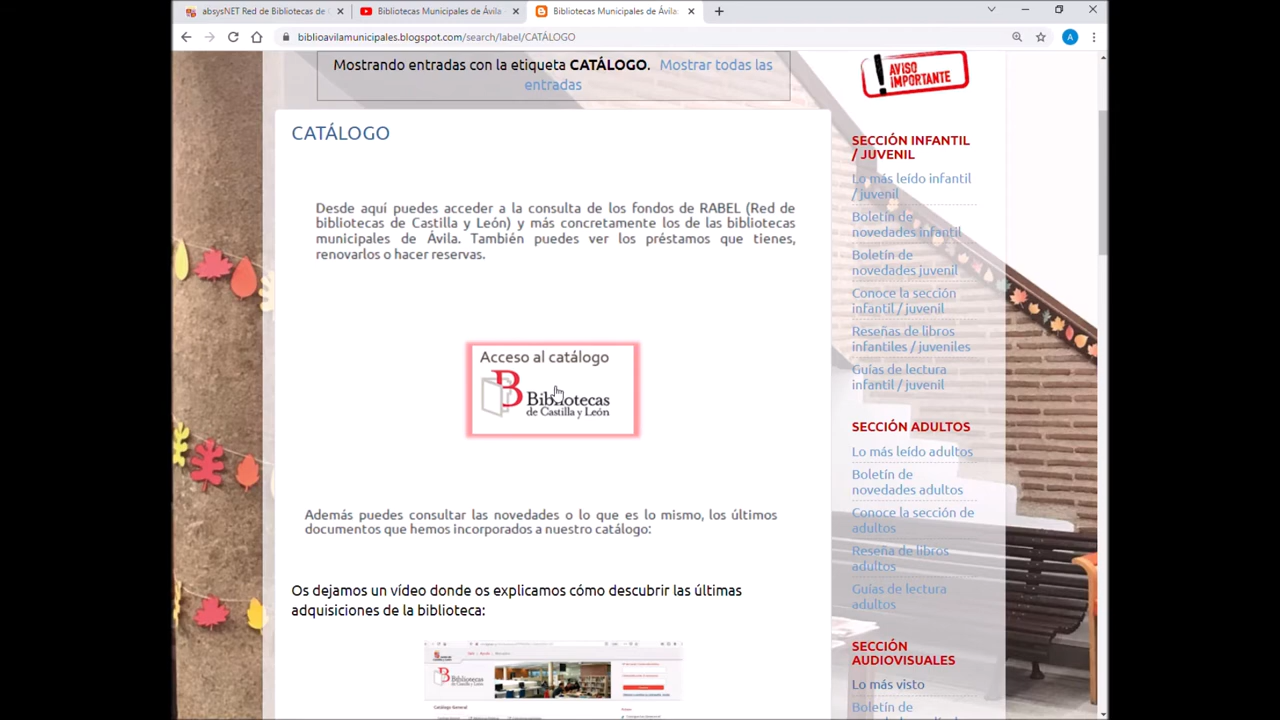 absysNET Red de Bibliotecas de
Bibliotecas Municipales de Ávila
Bibliotecas Municipales de Ávila:
biblioavilamunicipales.blogspot.com/search/label/CATÁLOGO
A
Mostrando entradas con la etiqueta CATÁLOGO. Mostrar todas las
entradas
CATÁLOGO
Desde aquí puedes acceder a la consulta de los fondos de RABEL (Red de
bibliotecas de Castilla y León) y más concretamente los de las bibliotecas
municipales de Ávila. También puedes ver los préstamos que tienes,
renovarlos o hacer reservas.
Acceso al catálogo
B
Bibliotecas
de Castilla y León
Además puedes consultar las novedades o lo que es lo mismo, los últimos
documentos que hemos incorporados a nuestro catálogo:
Os dejamos un vídeo donde os explicamos cómo descubrir las últimas
adquisiciones de la biblioteca:
B Bibliotecas
de Castilla y León
Catálogo General
! AVISO
IMPORTANTE
SECCIÓN INFANTIL
/ JUVENIL
Lo más leído infantil
/ juvenil
Boletín de
novedades infantil
Boletín de
novedades juvenil
Conoce la sección
infantil / juvenil
Reseñas de libros
infantiles / juveniles
Guías de lectura
infantil / juvenil
SECCIÓN ADULTOS
Lo más leído adultos
Boletín de
novedades adultos
Conoce la sección de
adultos
Reseña de libros
adultos
Guías de lectura
adultos
SECCIÓN
AUDIOVISUALES
Lo más visto
Boletín de